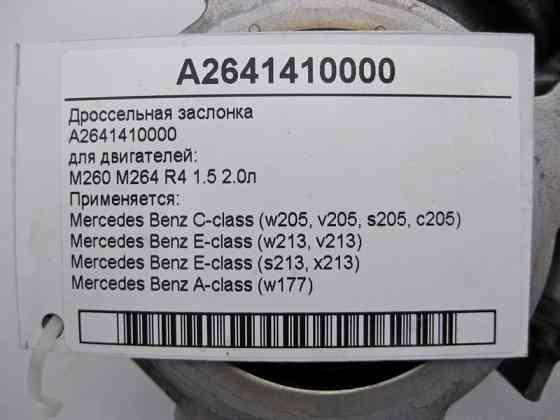 A2641410000
Дроссельная заслонка
A2641410000
для двигателей:
M260 M264 R4 1.5 2.0л
Применяется:
Mercedes Benz C-class (w205, v205, s205, c205)
Mercedes Benz E-class (w213, v213)
Mercedes Benz E-class (s213, x213)
Mercedes Benz A-class (w177)